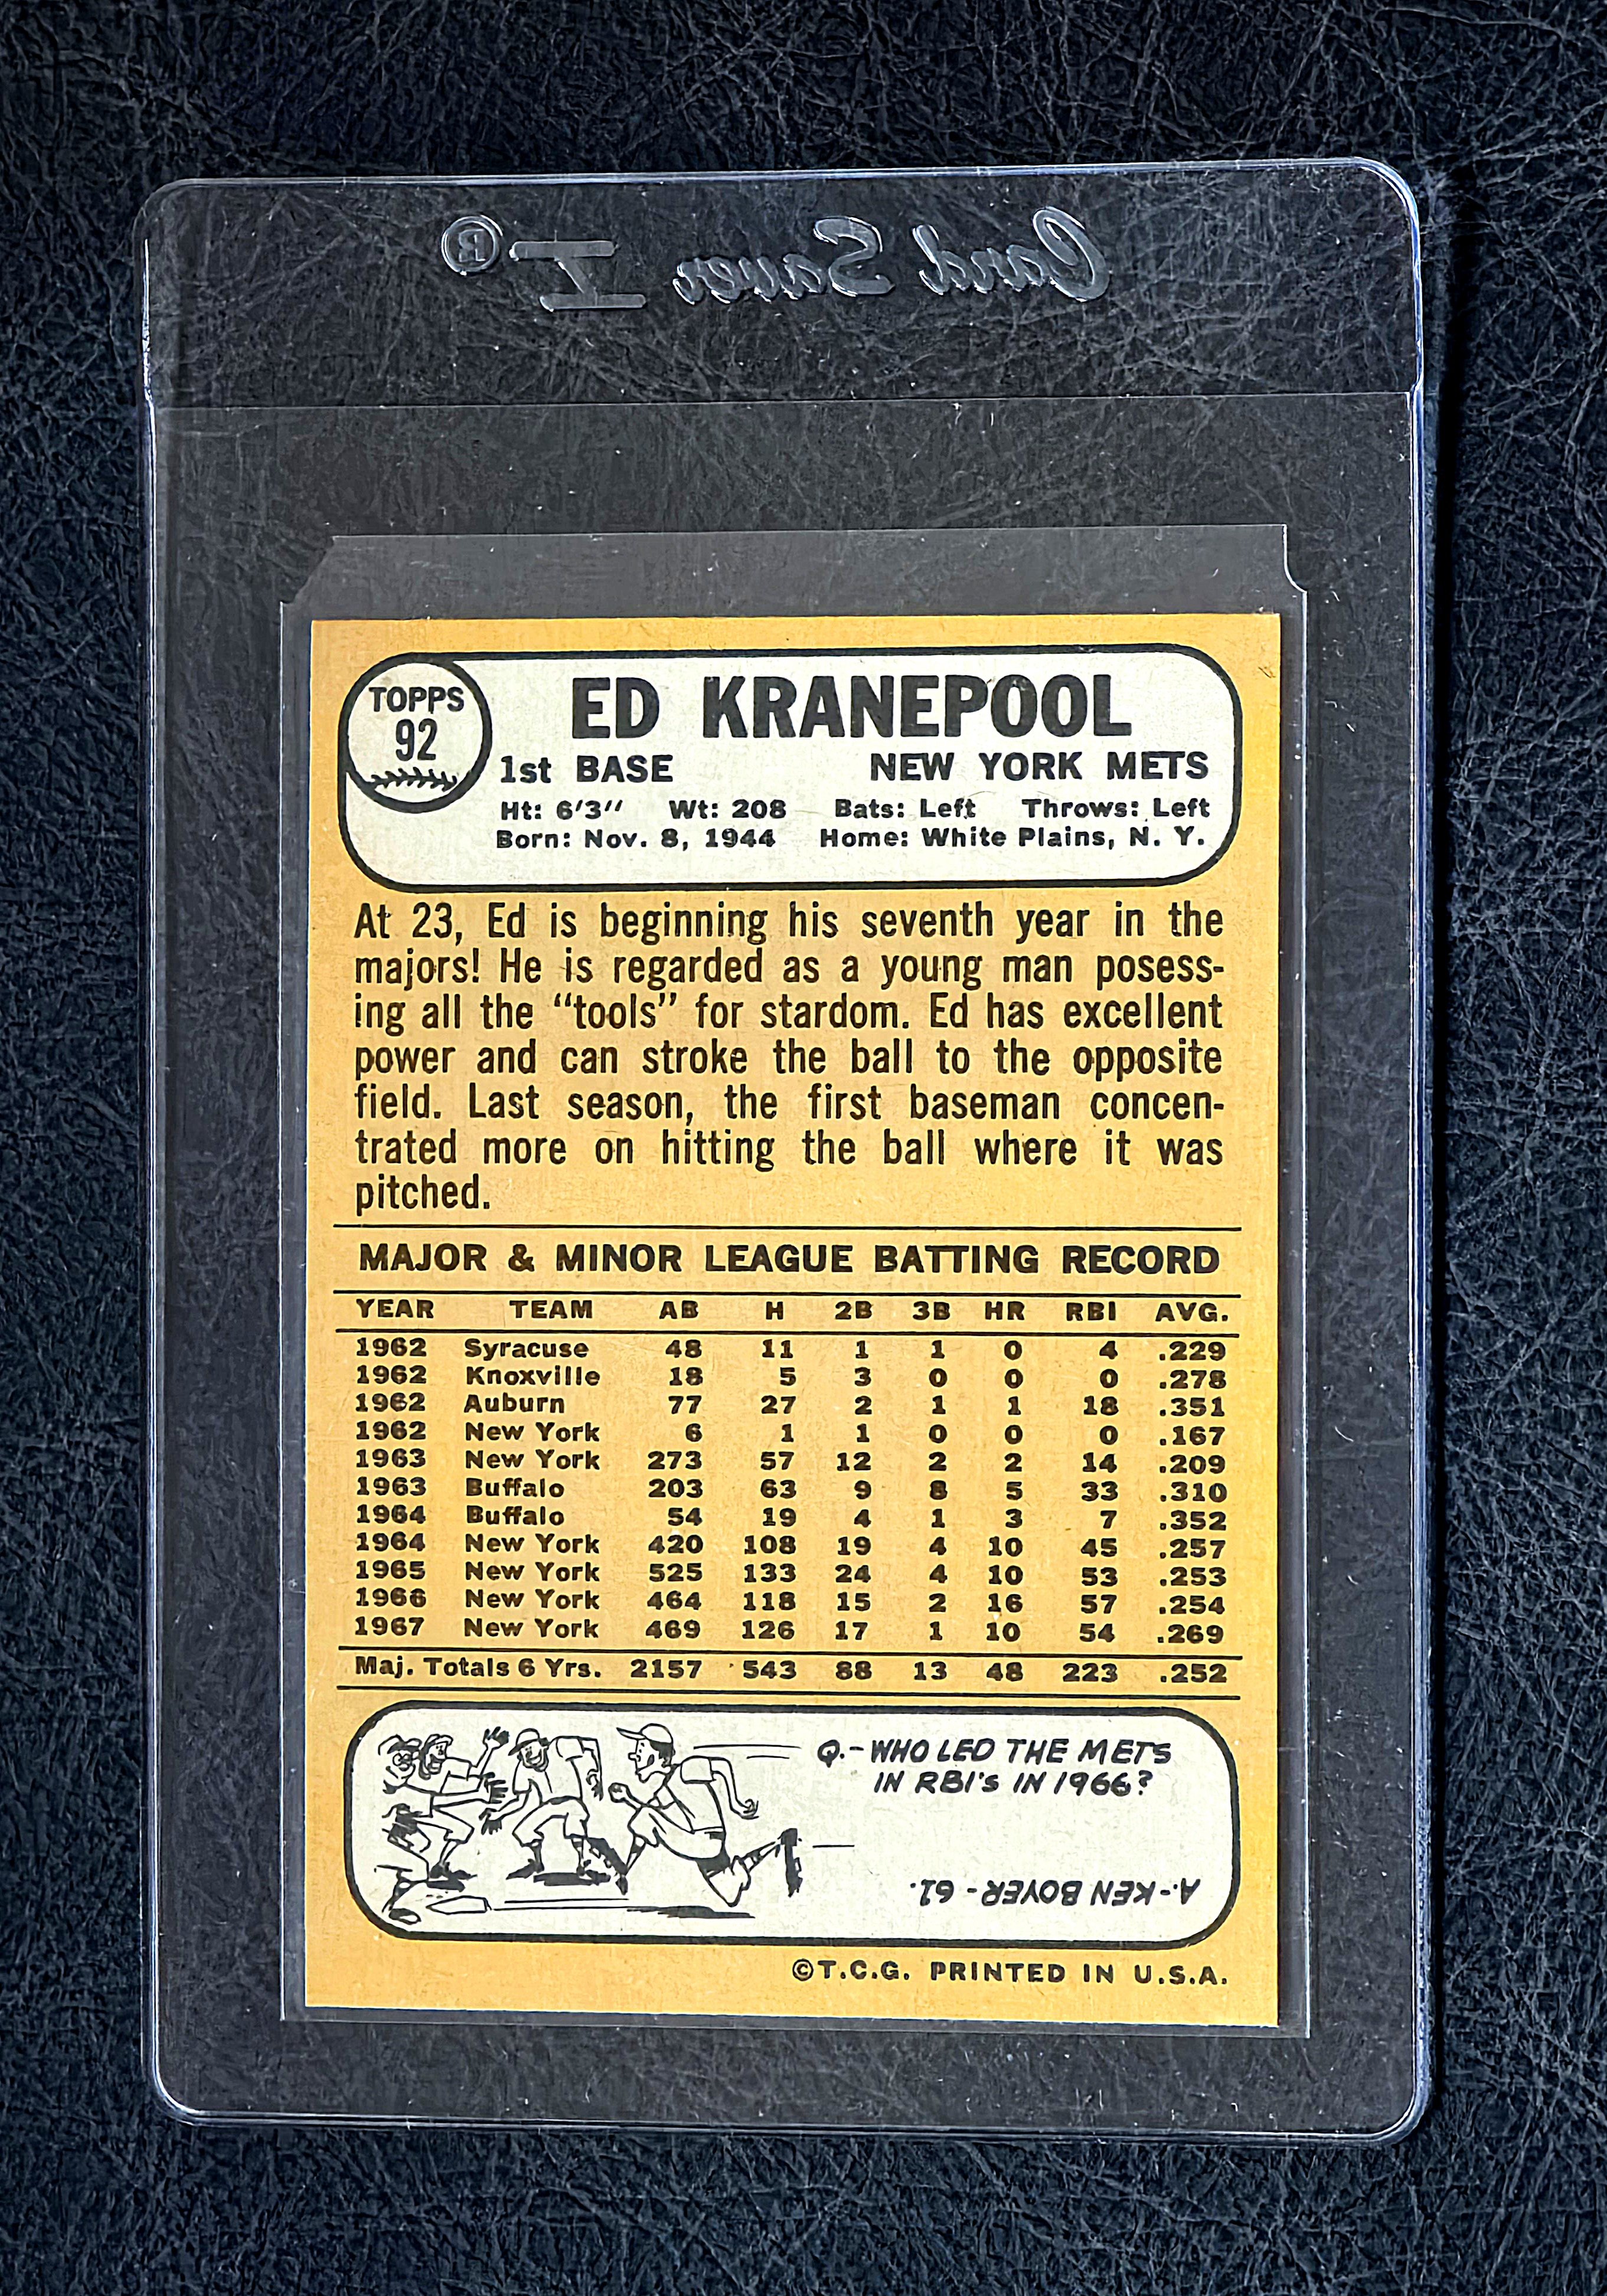 Card Saver I®
TOPPS
92
ED KRANEPOOL
1st BASE NEW YORK METS
Ht: 6'3" Wt: 208 Bats: Left Throws: Left
Born: Nov. 8, 1944 Home: White Plains, N. Y.
At 23, Ed is beginning his seventh year in the
majors! He is regarded as a young man posess-
ing all the "tools" for stardom. Ed has excellent
power and can stroke the ball to the opposite
field. Last season, the first baseman concen-
trated more on hitting the ball where it was
pitched.
MAJOR & MINOR LEAGUE BATTING RECORD
YEAR TEAM AB H 2B 3B HR RBI AVG.
1962 Syracuse 48 11 1 1 0 4 .229
1962 Knoxville 18 5 3 0 0 0 .278
1962 Auburn 77 27 2 1 1 18 .351
1962 New York 6 1 1 0 0 0 .167
1963 New York 273 57 12 2 2 14 .209
1963 Buffalo 203 63 9 8 5 33 .310
1964 Buffalo 54 19 4 1 3 7 .352
1964 New York 420 108 19 4 10 45 .257
1965 New York 525 133 24 4 10 53 .253
1966 New York 464 118 15 2 16 57 .254
1967 New York 469 126 17 1 10 54 .269
Maj. Totals 6 Yrs. 2157 543 88 13 48 223 .252
Q.-WHO LED THE METS
IN RBI's IN 1966?
A.-KEN BOYER - 61.
©T.C.G. PRINTED IN U.S.A.